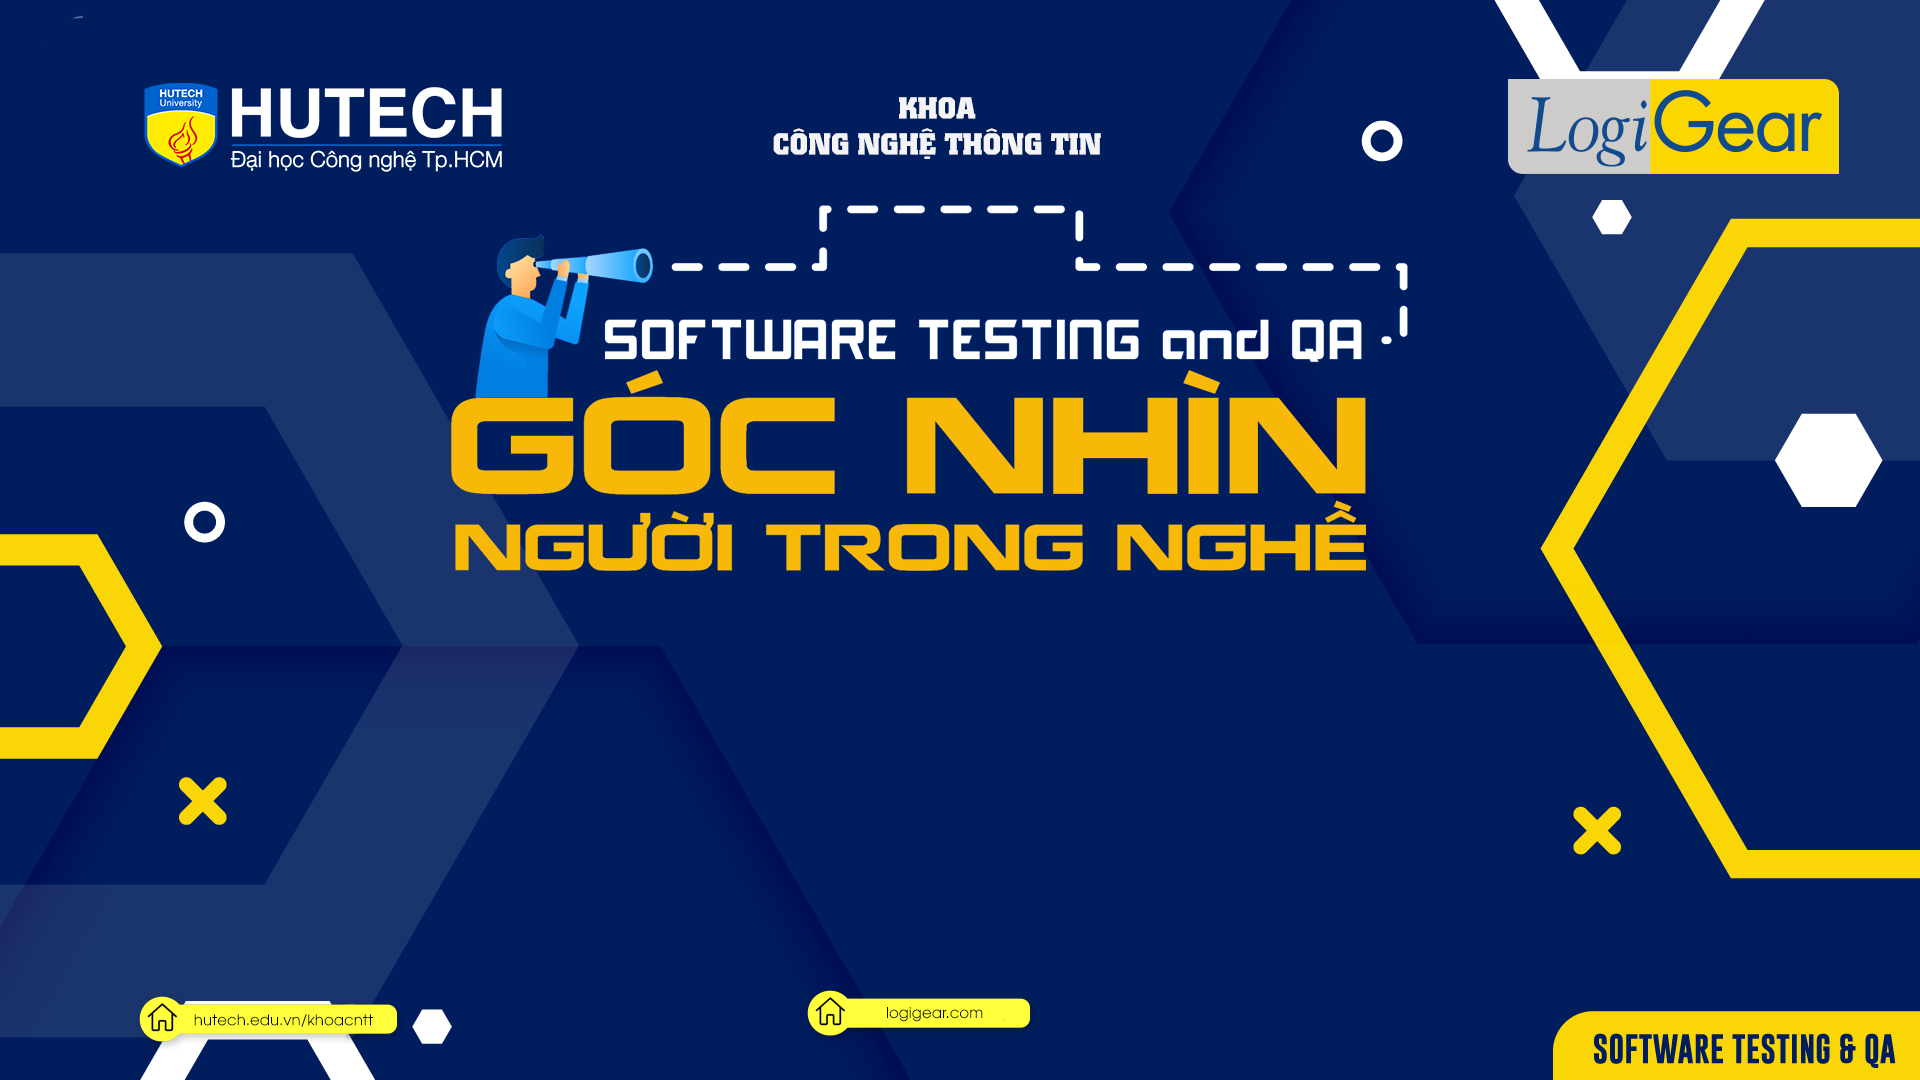 HUTECH
University
HUTECH
Đại học Công nghệ Tp.HCM
KHOA
CÔNG NGHỆ THÔNG TIN
LogiGear
SOFTWARE TESTING and QA
GÓC NHÌN
NGƯỜI TRONG NGHỀ
hutech.edu.vn/khoacntt
logigear.com
SOFTWARE TESTING & QA